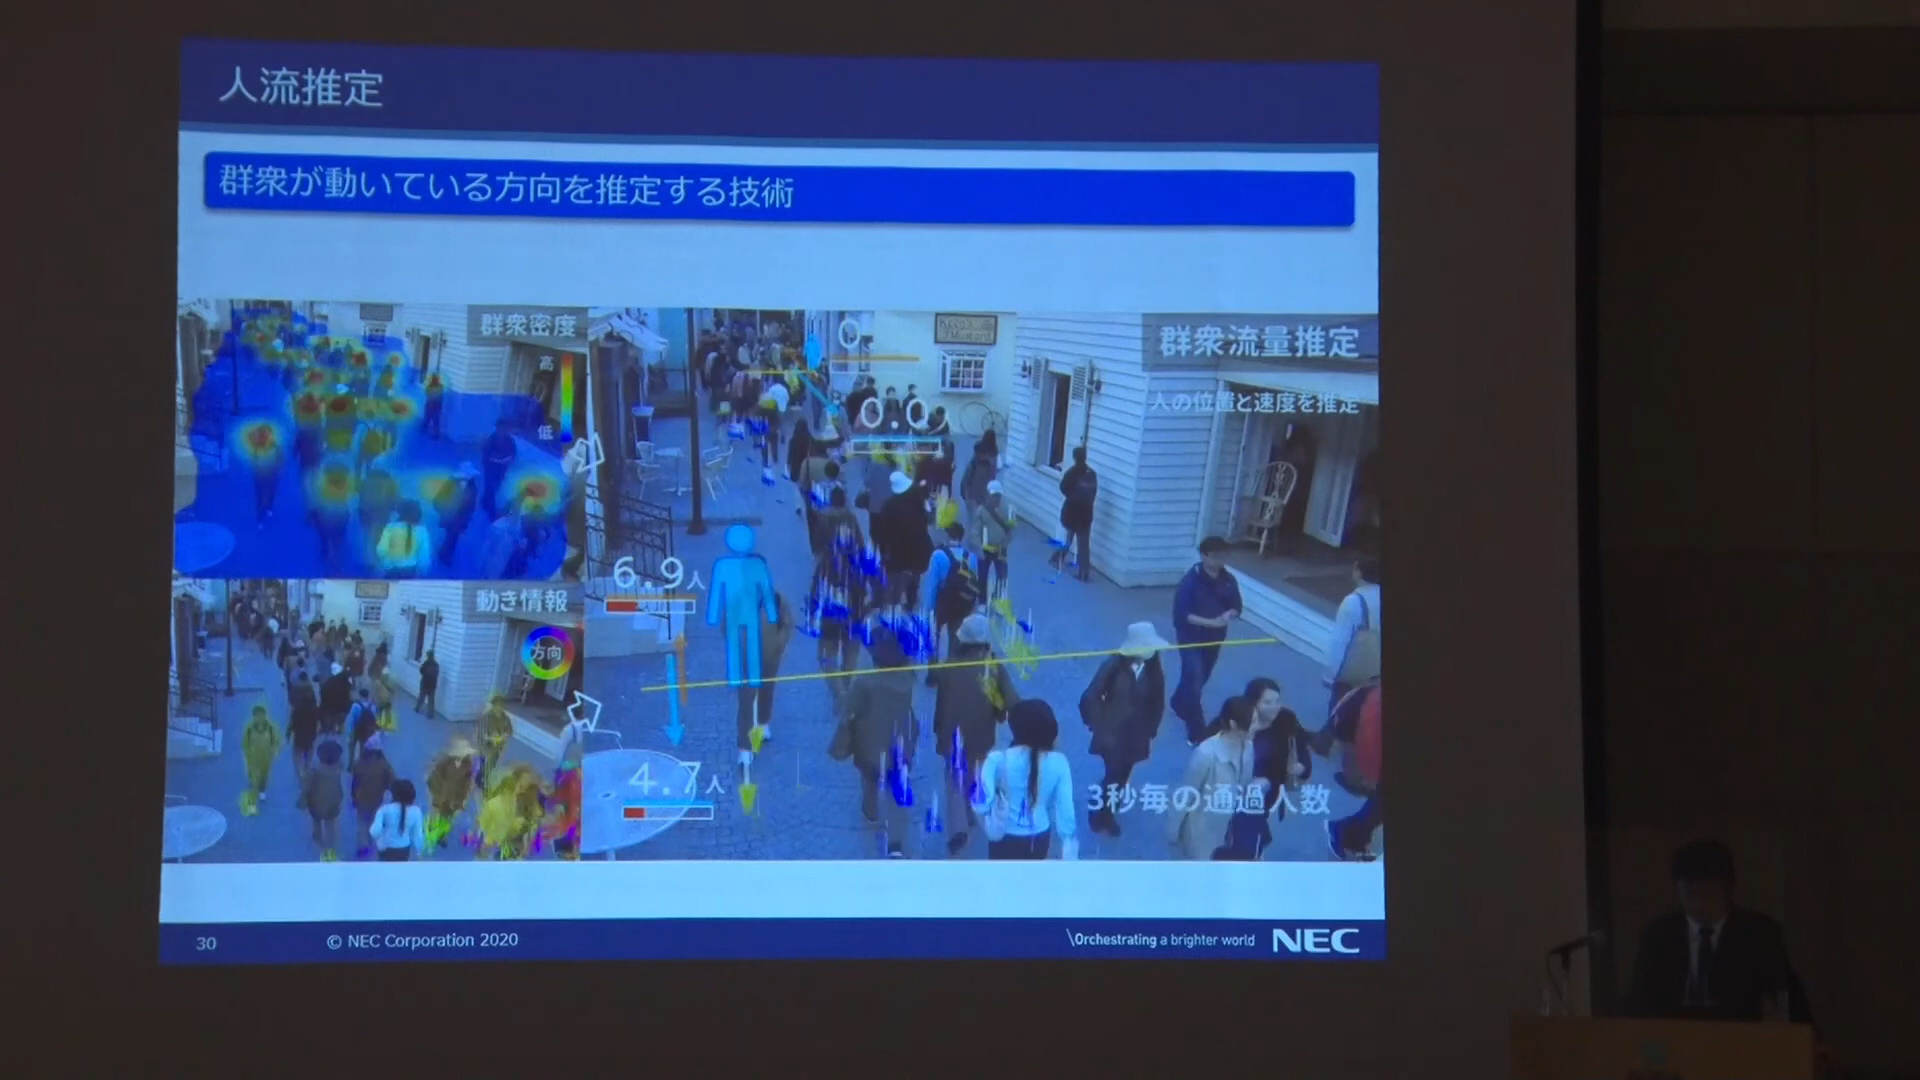 人流推定
群衆が動いている方向を推定する技術
群衆密度
高
低
動き情報
方向
群衆流量推定
人の位置と速度を推定
0
0.0人
6.9人
4.7人
3秒毎の通過人数
30
© NEC Corporation 2020
\Orchestrating a brighter world
NEC